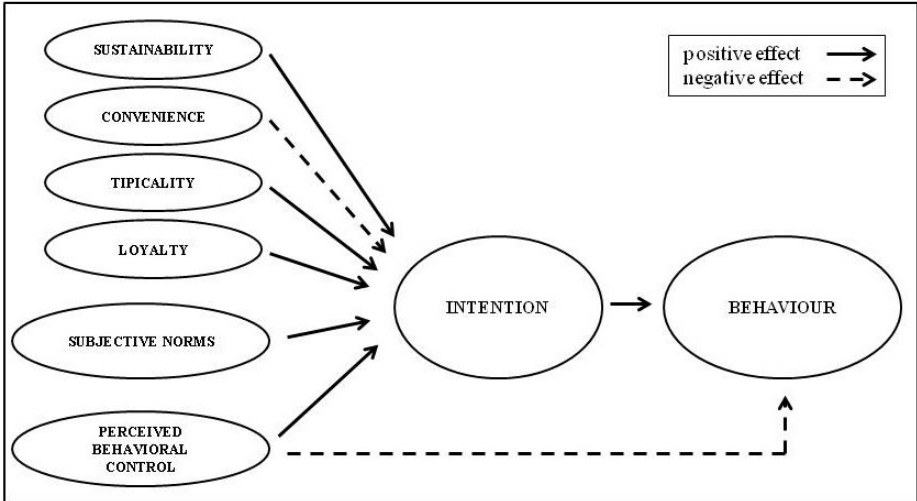 SUSTAINABILITY
CONVENIENCE
TIPICALITY
LOYALTY
SUBJECTIVE NORMS
PERCEIVED
BEHAVIORAL
CONTROL
INTENTION
BEHAVIOUR
positive effect
negative effect